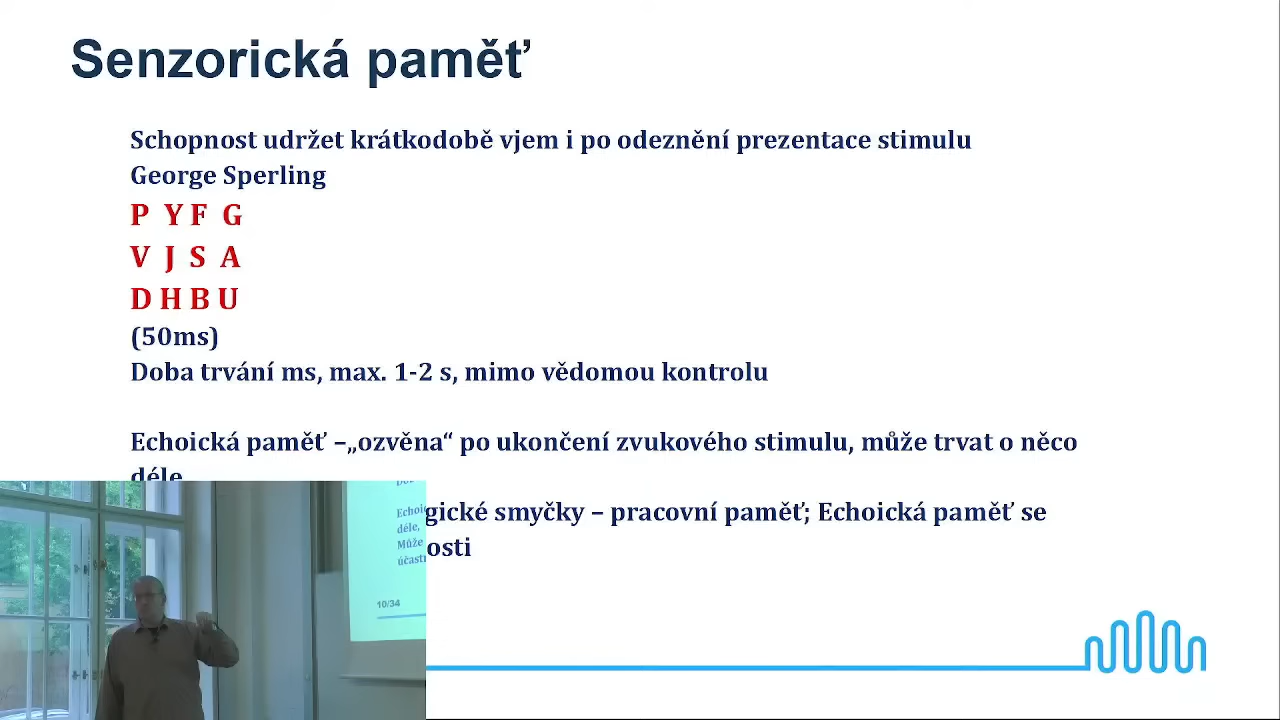 Senzorická paměť
Schopnost udržet krátkodobě vjem i po odeznění prezentace stimulu
George Sperling
P Y F G
V J S A
D H B U
(50ms)
Doba trvání ms, max. 1-2 s, mimo vědomou kontrolu
Echoická paměť –„ozvěna“ po ukončení zvukového stimulu, může trvat o něco
déle
gické smyčky – pracovní paměť; Echoická paměť se
osti
Echoic
déle,
Může
účastn
10/34